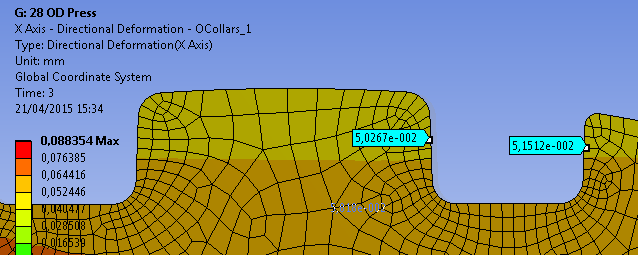 G: 28 OD Press
X Axis - Directional Deformation - OCollars_1
Type: Directional Deformation(X Axis)
Unit: mm
Global Coordinate System
Time: 3
21/04/2015 15:34
0,088354 Max
0,076385
0,064416
0,052446
0,040477
0,028508
0,016539
5,0267e-002
5,1512e-002